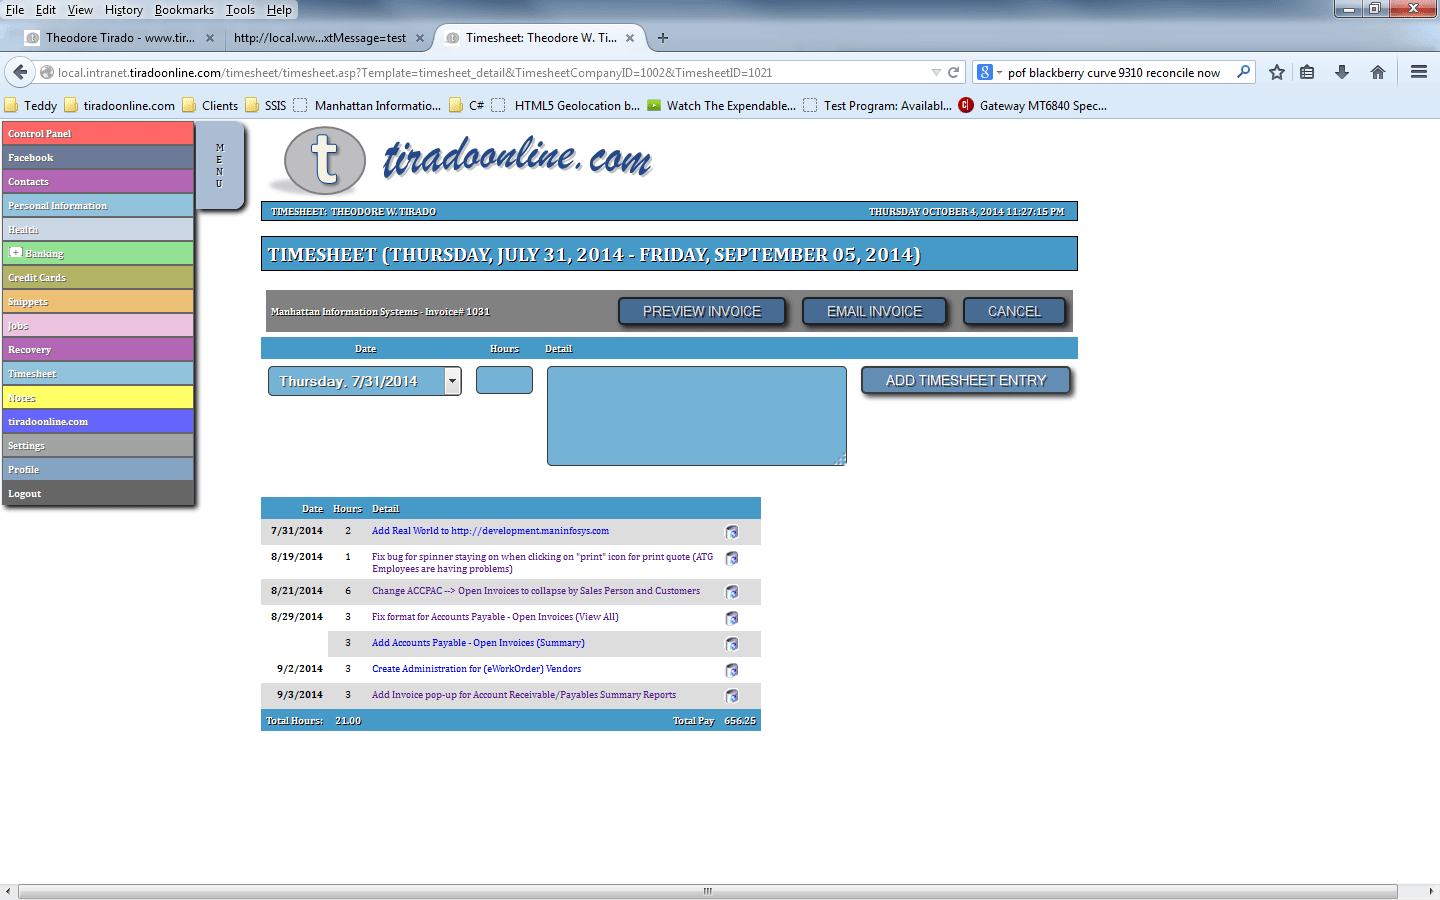 File Edit View History Bookmarks Tools Help
Theodore Tirado - www.tir... × http://local.ww...xtMessage=test × Timesheet: Theodore W. Ti... × +
local.intranet.tiradoonline.com/timesheet/timesheet.asp?Template=timesheet_detail&TimesheetCompanyID=1002&TimesheetID=1021
8 pof blackberry curve 9310 reconcile now
Teddy tiradoonline.com Clients SSIS Manhattan Informatio... C# HTML5 Geolocation b... Watch The Expendable... Test Program: Availabl... Gateway MT6840 Spec...
Control Panel
Facebook
Contacts
Personal Information
Health
Banking
Credit Cards
Snippets
Jobs
Recovery
Timesheet
Notes
tiradoonline.com
Settings
Profile
Logout
M
E
N
U
t tiradoonline.com
TIMESHEET: THEODORE W. TIRADO THURSDAY OCTOBER 4, 2014 11:27:15 PM
TIMESHEET (THURSDAY, JULY 31, 2014 - FRIDAY, SEPTEMBER 05, 2014)
Manhattan Information Systems - Invoice# 1031 PREVIEW INVOICE EMAIL INVOICE CANCEL
Date Hours Detail
Thursday, 7/31/2014 ADD TIMESHEET ENTRY
Date Hours Detail
7/31/2014 2 Add Real World to http://development.maninfosys.com
8/19/2014 1 Fix bug for spinner staying on when clicking on "print" icon for print quote (ATG
Employees are having problems)
8/21/2014 6 Change ACCPAC --> Open Invoices to collapse by Sales Person and Customers
8/29/2014 3 Fix format for Accounts Payable - Open Invoices (View All)
3 Add Accounts Payable - Open Invoices (Summary)
9/2/2014 3 Create Administration for (eWorkOrder) Vendors
9/3/2014 3 Add Invoice pop-up for Account Receivable/Payables Summary Reports
Total Hours: 21.00 Total Pay 656.25